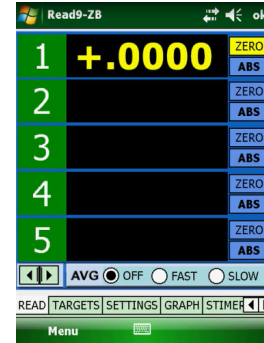 Read9-ZB ok
1 +.0000 ZERO
ABS
2 ZERO
ABS
3 ZERO
ABS
4 ZERO
ABS
5 ZERO
ABS
AVG OFF FAST SLOW
READ TARGETS SETTINGS GRAPH STIMER
Menu